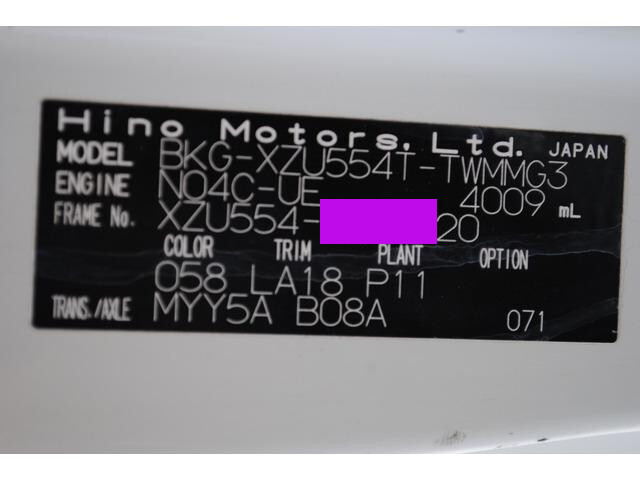 Hino Motors, Ltd. JAPAN
MODEL BKG-XZU554T-TWMMG3
ENGINE N04C-UE 4009 mL
FRAME No. XZU554- 20
COLOR TRIM PLANT OPTION
058 LA18 P11
TRANS./AXLE MYY5A B08A 071